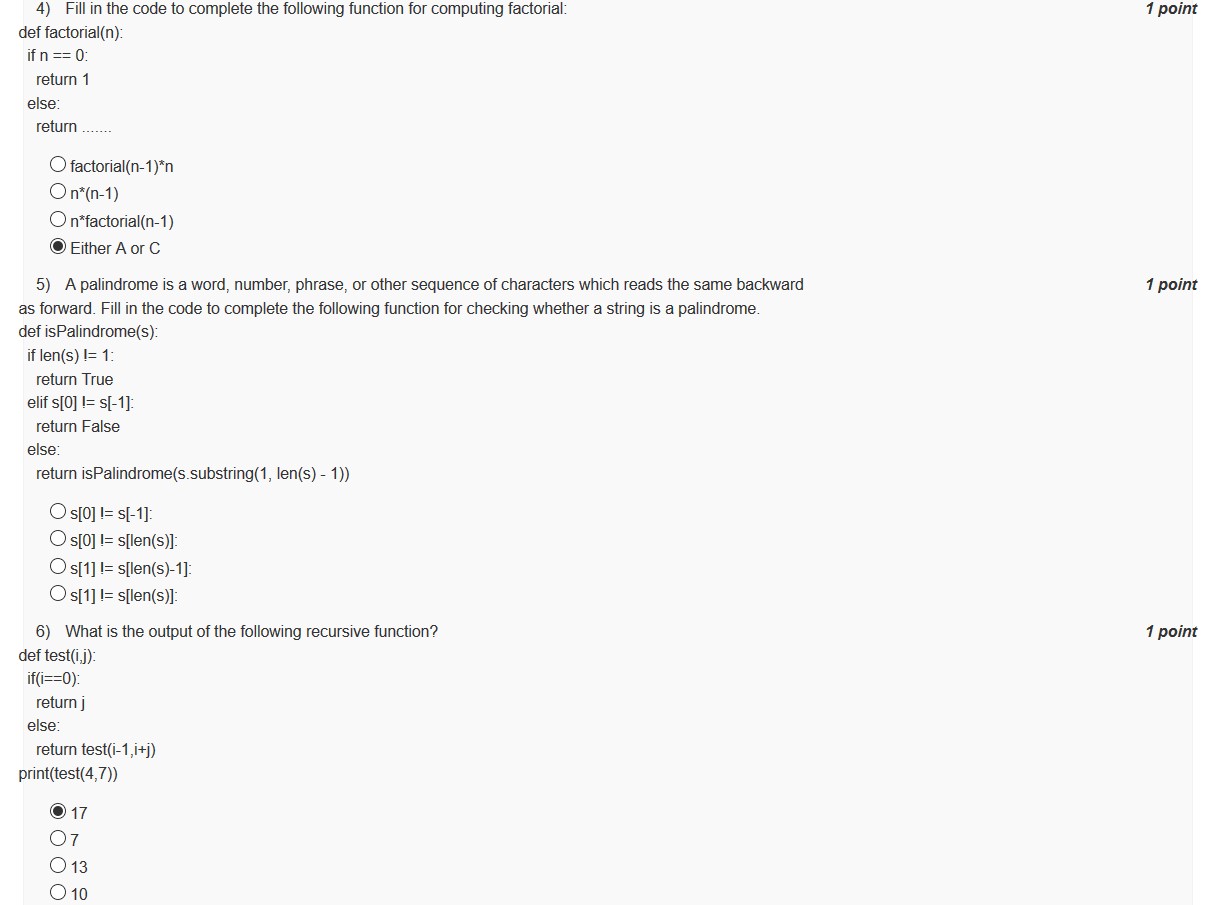 4) Fill in the code to complete the following function for computing factorial: 1 point
def factorial(n):
if n == 0:
return 1
else:
return .......
factorial(n-1)*n
n*(n-1)
n*factorial(n-1)
Either A or C
5) A palindrome is a word, number, phrase, or other sequence of characters which reads the same backward 1 point
as forward. Fill in the code to complete the following function for checking whether a string is a palindrome.
def isPalindrome(s):
if len(s) != 1:
return True
elif s[0] != s[-1]:
return False
else:
return isPalindrome(s.substring(1, len(s) - 1))
s[0] != s[-1]:
s[0] != s[len(s)]:
s[1] != s[len(s)-1]:
s[1] != s[len(s)]:
6) What is the output of the following recursive function? 1 point
def test(i,j):
if(i==0):
return j
else:
return test(i-1,i+j)
print(test(4,7))
17
7
13
10